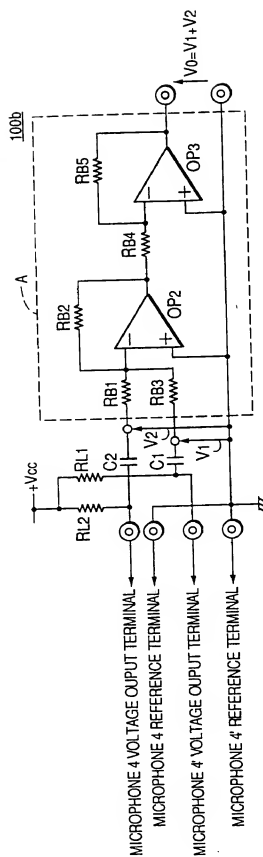 100b
A
V0=V1+V2
RB5
OP3
RB4
RB2
OP2
RB1
RB3
V2
V1
+Vcc
RL1
RL2
C2
C1
MICROPHONE 4 VOLTAGE OUPUT TERMINAL
MICROPHONE 4 REFERENCE TERMINAL
MICROPHONE 4' VOLTAGE OUPUT TERMINAL
MICROPHONE 4' REFERENCE TERMINAL